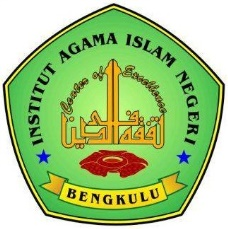 INSTITUT AGAMA ISLAM NEGERI
Center of Excellence
BENGKULU